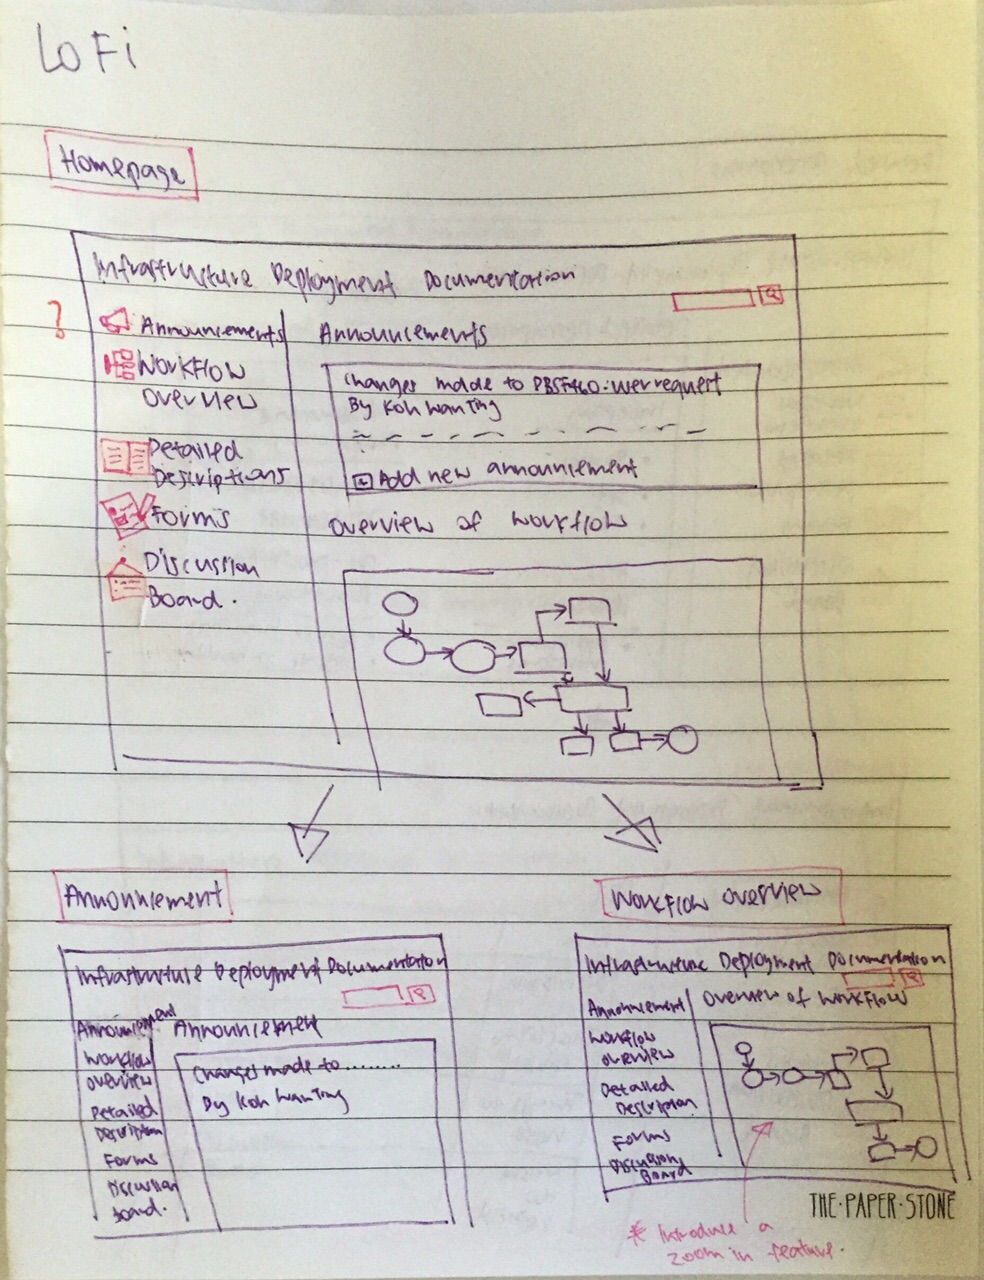 LoFi
Homepage
Infrastructure Deployment Documentation
?
Announcements
Workflow
overview
Detailed
Descriptions
Forms
Discussion
Board.
Announcements
Changes made to
By Koh Wan Ting
Add new announcement
Overview of workflow
Announcement
Infrastructure Deployment Documentation
Announcement
Workflow
overview
Detailed
Description
Forms
Discussion
Board.
Announcement
Changes made to ........
By Koh Wan Ting
Workflow overview
Infrastructure Deployment Documentation
Announcement
Workflow
overview
Detailed
Description
Forms
Discussion
Board
Overview of Workflow
* Introduce a
zoom in feature.
THE·PAPER·STONE